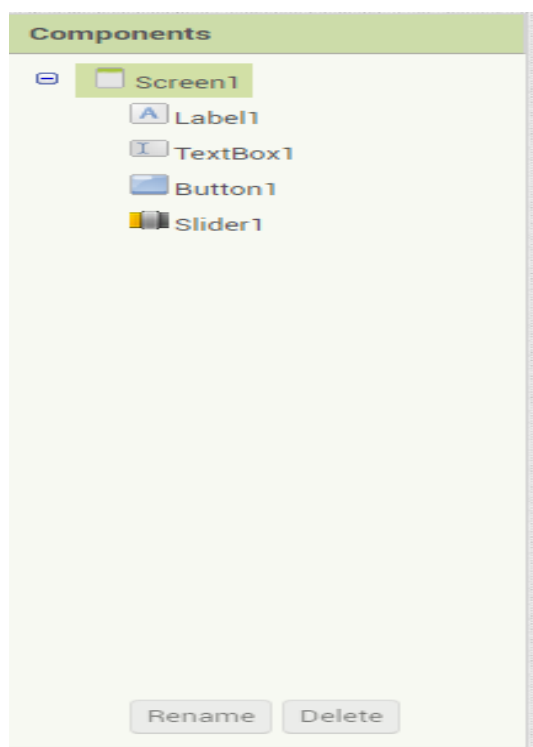 Components
Screen1
Label1
TextBox1
Button1
Slider1
Rename Delete